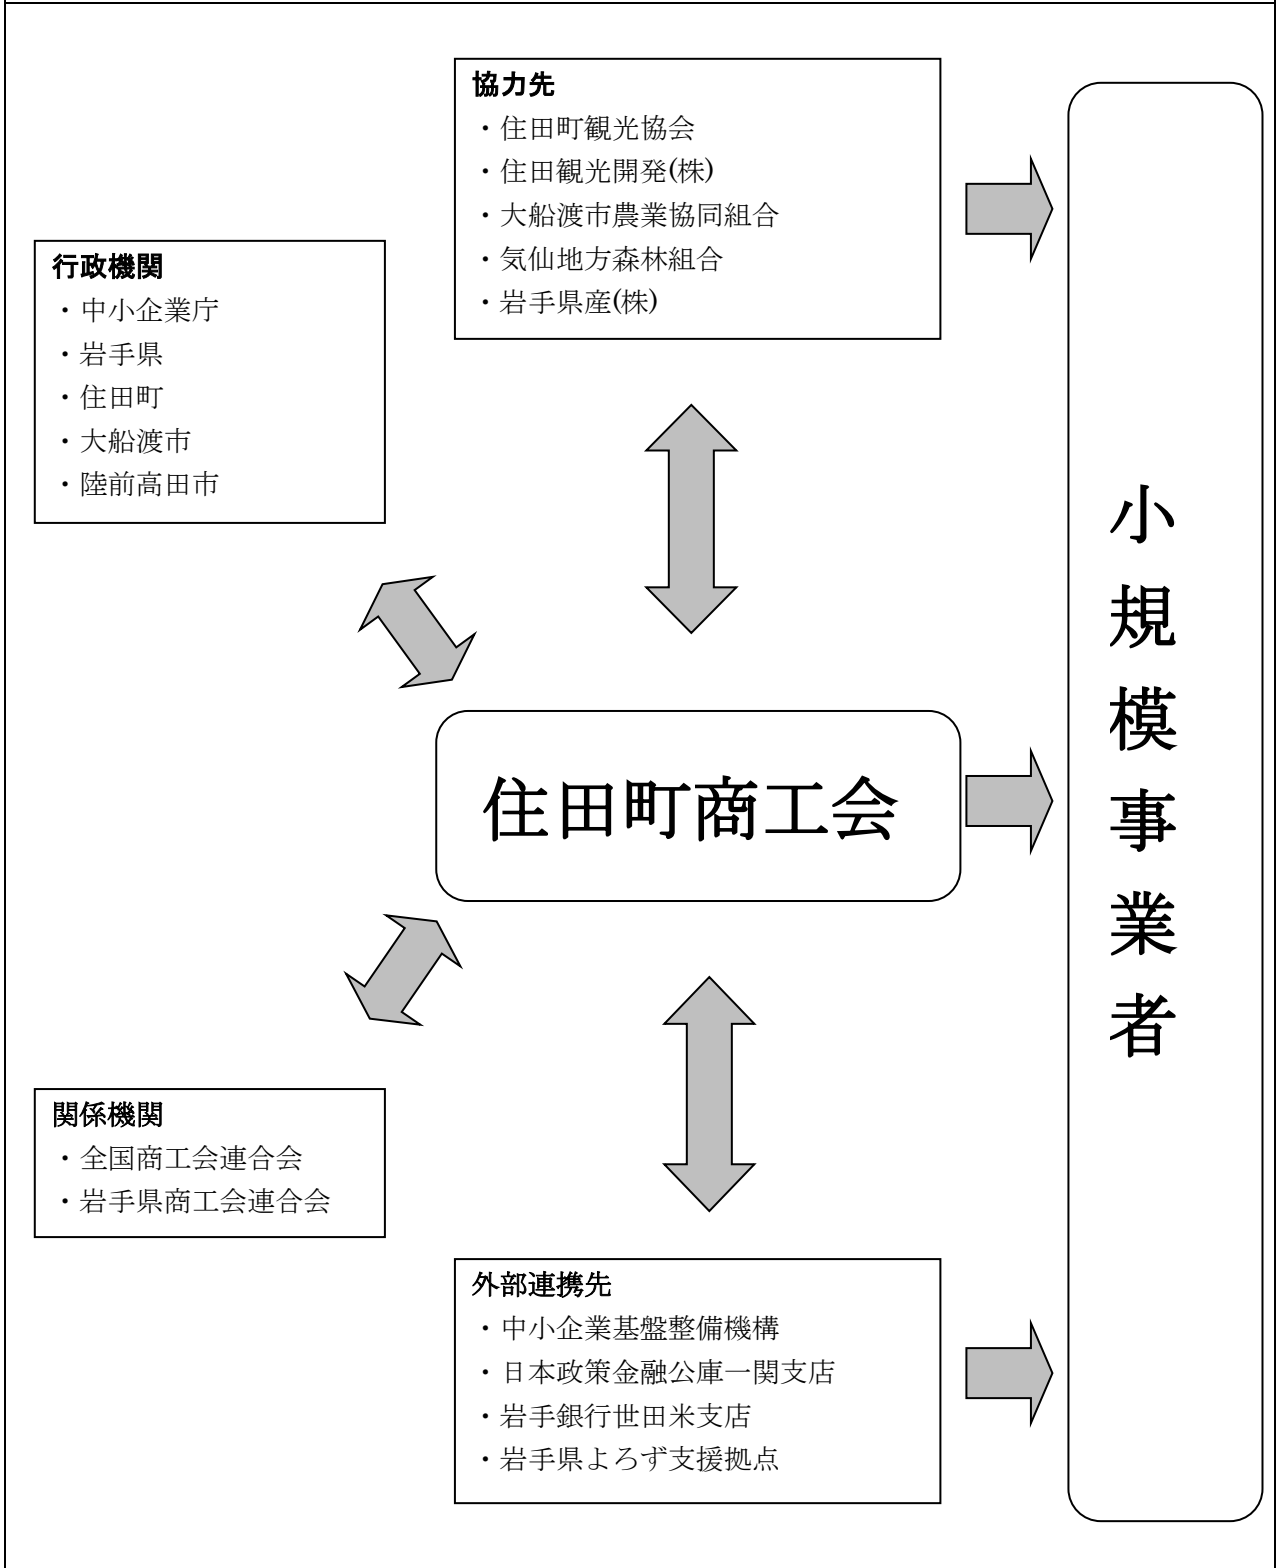 協力先
・住田町観光協会
・住田観光開発(株)
・大船渡市農業協同組合
・気仙地方森林組合
・岩手県産(株)
行政機関
・中小企業庁
・岩手県
・住田町
・大船渡市
・陸前高田市
住田町商工会
小規模事業者
関係機関
・全国商工会連合会
・岩手県商工会連合会
外部連携先
・中小企業基盤整備機構
・日本政策金融公庫一関支店
・岩手銀行世田米支店
・岩手県よろず支援拠点